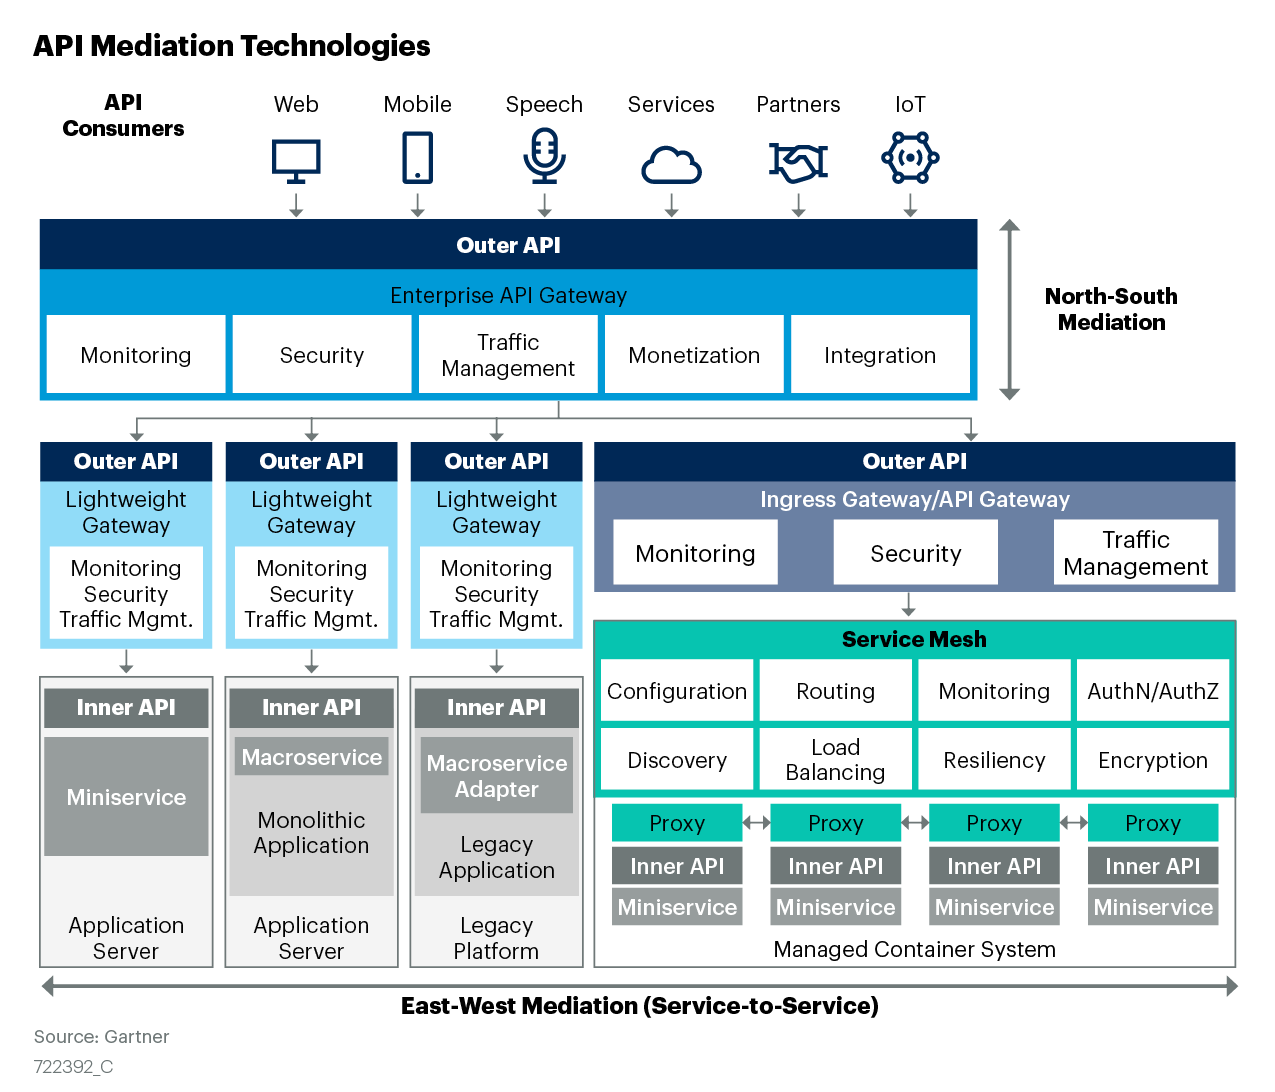 API Mediation Technologies
API
Consumers
Web
Mobile
Speech
Services
Partners
IoT
Outer API
Enterprise API Gateway
Monitoring
Security
Traffic
Management
Monetization
Integration
North-South
Mediation
Outer API
Lightweight
Gateway
Monitoring
Security
Traffic Mgmt.
Outer API
Lightweight
Gateway
Monitoring
Security
Traffic Mgmt.
Outer API
Lightweight
Gateway
Monitoring
Security
Traffic Mgmt.
Outer API
Ingress Gateway/API Gateway
Monitoring
Security
Traffic
Management
Inner API
Miniservice
Application
Server
Inner API
Macroservice
Monolithic
Application
Application
Server
Inner API
Macroservice
Adapter
Legacy
Application
Legacy
Platform
Service Mesh
Configuration
Routing
Monitoring
AuthN/AuthZ
Discovery
Load
Balancing
Resiliency
Encryption
Proxy
Proxy
Proxy
Proxy
Inner API
Inner API
Inner API
Inner API
Miniservice
Miniservice
Miniservice
Miniservice
Managed Container System
East-West Mediation (Service-to-Service)
Source: Gartner
722392_C